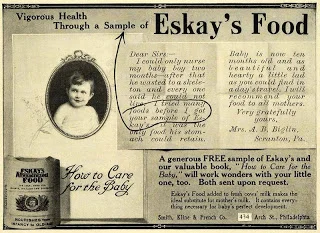 Vigorous Health
Through a Sample of
Eskay's Food
Dear Sirs—
I could only nurse
my baby boy two
months—after that
he wasted to a skele-
ton and every one
said he could not
live. I tried many
foods before I got
your sample of Es-
kay's—it was the
only food his stom-
ach could retain.
Baby is now ten
months old and as
beautiful and
hearty a little lad
as you could find in
a day's travel. I will
recommend your
food to all mothers.
Very gratefully
yours,
Mrs. A. B. Biglin,
Scranton, Pa.
ESKAY'S
ALBUMENIZED
FOOD
How to Care
for the Baby
A generous FREE sample of Eskay's and
our valuable book, "How to Care for the
Baby," will work wonders with your little
one, too. Both sent upon request.
Eskay's Food added to fresh cows' milk makes the
ideal substitute for mother's milk. It contains every-
thing necessary for baby's perfect development.
Smith, Kline & French Co. 434 Arch St., Philadelphia